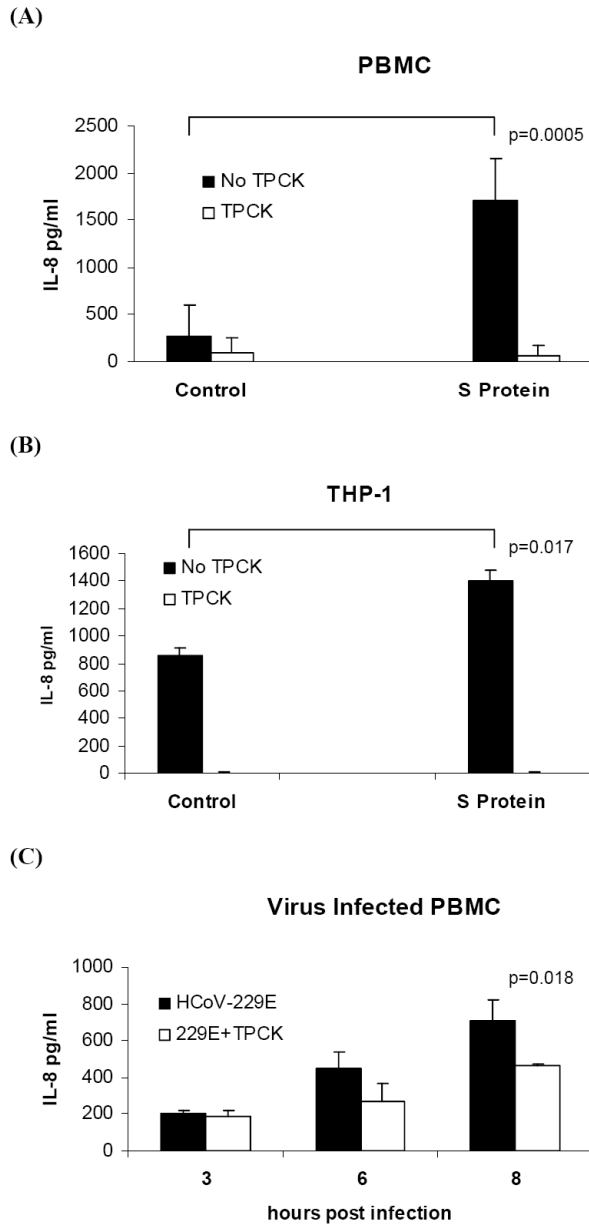 (A)
PBMC
p=0.0005
2500
2000
1500
1000
500
0
IL-8 pg/ml
No TPCK
TPCK
Control
S Protein
(B)
THP-1
p=0.017
1600
1400
1200
1000
800
600
400
200
0
IL-8 pg/ml
No TPCK
TPCK
Control
S Protein
(C)
Virus Infected PBMC
p=0.018
1000
800
600
400
200
0
IL-8 pg/ml
HCoV-229E
229E+TPCK
3
6
8
hours post infection